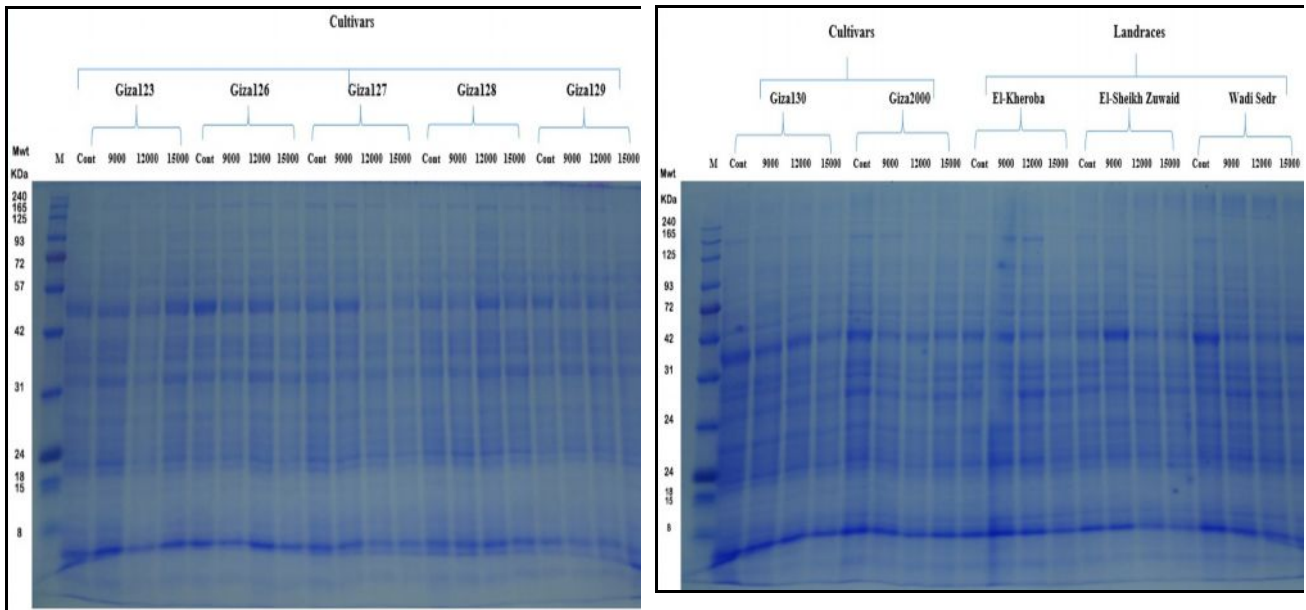 Cultivars
Giza123 Giza126 Giza127 Giza128 Giza129
Mwt
KDa
M Cont 9000 12000 15000 Cont 9000 12000 15000 Cont 9000 12000 15000 Cont 9000 12000 15000 Cont 9000 12000 15000
240
165
125
93
72
57
42
31
24
18
15
8
Cultivars Landraces
Giza130 Giza2000 El-Kheroba El-Sheikh Zuwaid Wadi Sedr
Mwt
KDa
M Cont 9000 12000 15000 Cont 9000 12000 15000 Cont 9000 12000 15000 Cont 9000 12000 15000 Cont 9000 12000 15000
240
165
125
93
72
42
31
24
24
18
15
8